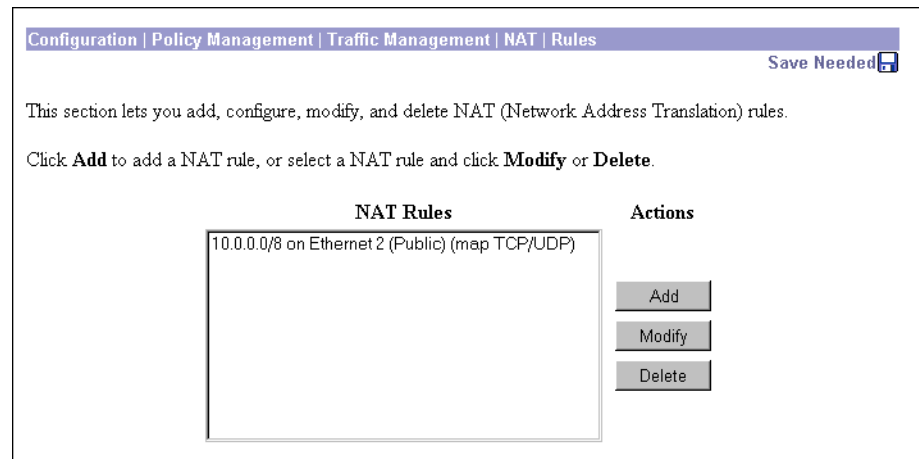 Configuration | Policy Management | Traffic Management | NAT | Rules
Save Needed
This section lets you add, configure, modify, and delete NAT (Network Address Translation) rules.
Click Add to add a NAT rule, or select a NAT rule and click Modify or Delete.
NAT Rules
Actions
10.0.0.0/8 on Ethernet 2 (Public) (map TCP/UDP)
Add
Modify
Delete